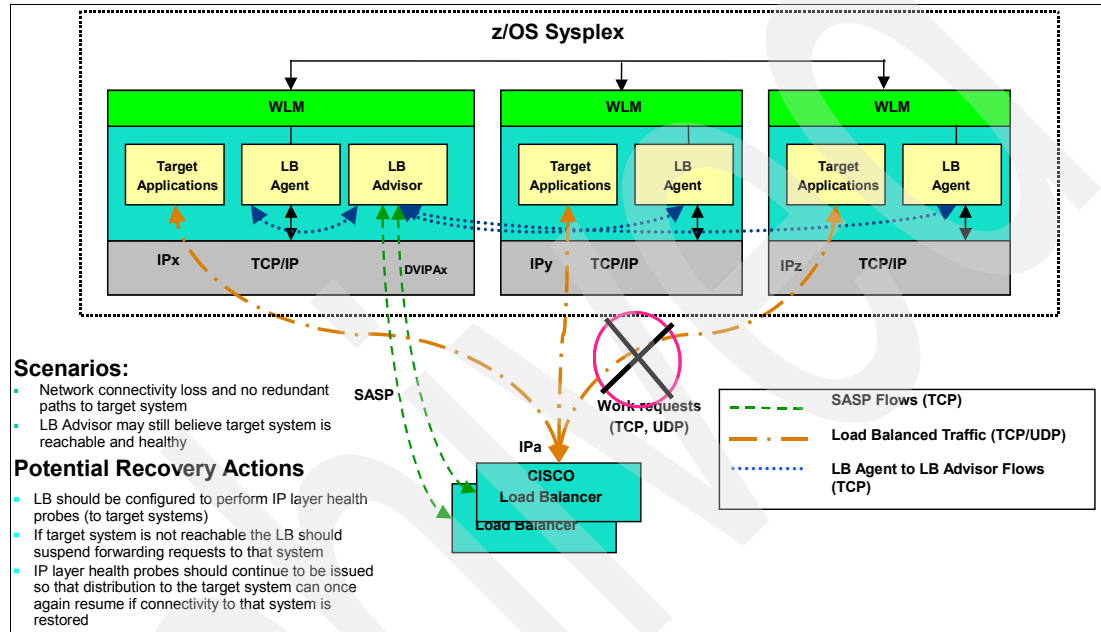 z/OS Sysplex
WLM
WLM
WLM
Target
Applications
LB
Agent
LB
Advisor
Target
Applications
LB
Agent
Target
Applications
LB
Agent
IPx
TCP/IP
DVIPAx
IPy
TCP/IP
IPz
TCP/IP
Scenarios:
Network connectivity loss and no redundant
paths to target system
LB Advisor may still believe target system is
reachable and healthy
Potential Recovery Actions
LB should be configured to perform IP layer health
probes (to target systems)
If target system is not reachable the LB should
suspend forwarding requests to that system
IP layer health probes should continue to be issued
so that distribution to the target system can once
again resume if connectivity to that system is
restored
SASP
Work requests
(TCP, UDP)
IPa
CISCO
Load Balancer
Load Balancer
SASP Flows (TCP)
Load Balanced Traffic (TCP/UDP)
LB Agent to LB Advisor Flows
(TCP)